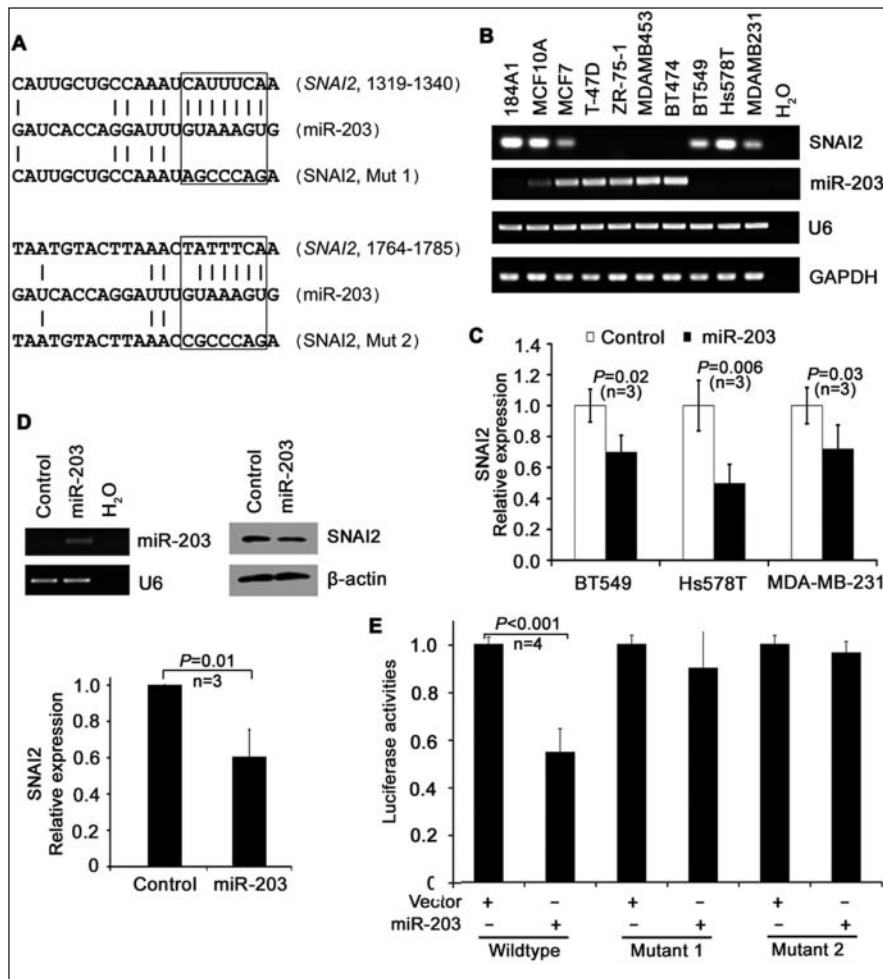 A
CAUUGCUGCCAAAUCAUUUCAA (SNAI2, 1319-1340)
GAUCACCAGGAUUUGUAAAGUG (miR-203)
CAUUGCUGCCAAAUAGCCCAGA (SNAI2, Mut 1)
TAATGTACTTAAACTATTTCAA (SNAI2, 1764-1785)
GAUCACCAGGAUUUGUAAAGUG (miR-203)
TAATGTACTTAAACCGCCCAGA (SNAI2, Mut 2)
B
184A1 MCF10A MCF7 T-47D ZR-75-1 MDAMB453 BT474 BT549 Hs578T MDAMB231 H2O
SNAI2
miR-203
U6
GAPDH
C
Control miR-203
SNAI2
Relative expression
1.4
1.2
1.0
0.8
0.6
0.4
0.2
0.0
P=0.02 P=0.006 P=0.03
(n=3) (n=3) (n=3)
BT549 Hs578T MDA-MB-231
D
Control miR-203 H2O
miR-203
U6
Control miR-203
SNAI2
β-actin
SNAI2
Relative expression
P=0.01
n=3
1.0
0.8
0.6
0.4
0.2
0
Control miR-203
E
P<0.001
n=4
Luciferase activities
1.0
0.8
0.6
0.4
0.2
0
Vector + – + – + –
miR-203 – + – + – +
Wildtype Mutant 1 Mutant 2